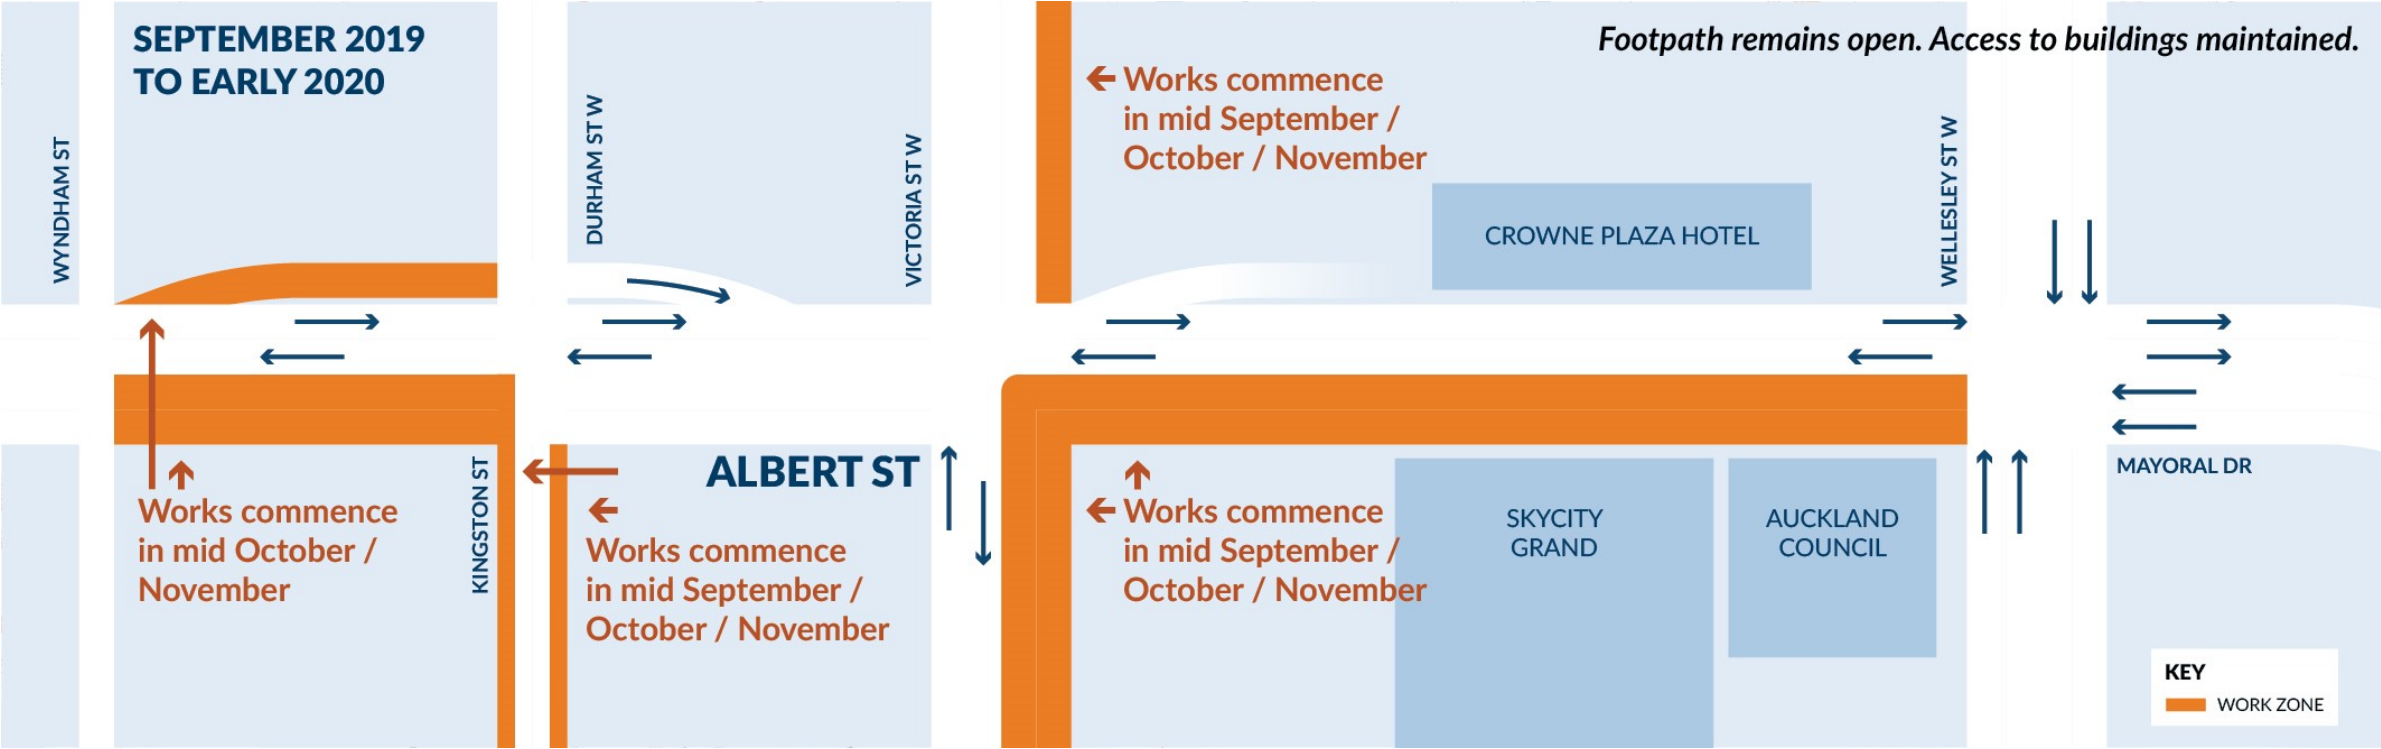 SEPTEMBER 2019
TO EARLY 2020
Footpath remains open. Access to buildings maintained.
WYNDHAM ST
DURHAM ST W
VICTORIA ST W
Works commence
in mid September /
October / November
CROWNE PLAZA HOTEL
WELLESLEY ST W
Works commence
in mid October /
November
KINGSTON ST
ALBERT ST
Works commence
in mid September /
October / November
Works commence
in mid September /
October / November
SKYCITY
GRAND
AUCKLAND
COUNCIL
MAYORAL DR
KEY
WORK ZONE